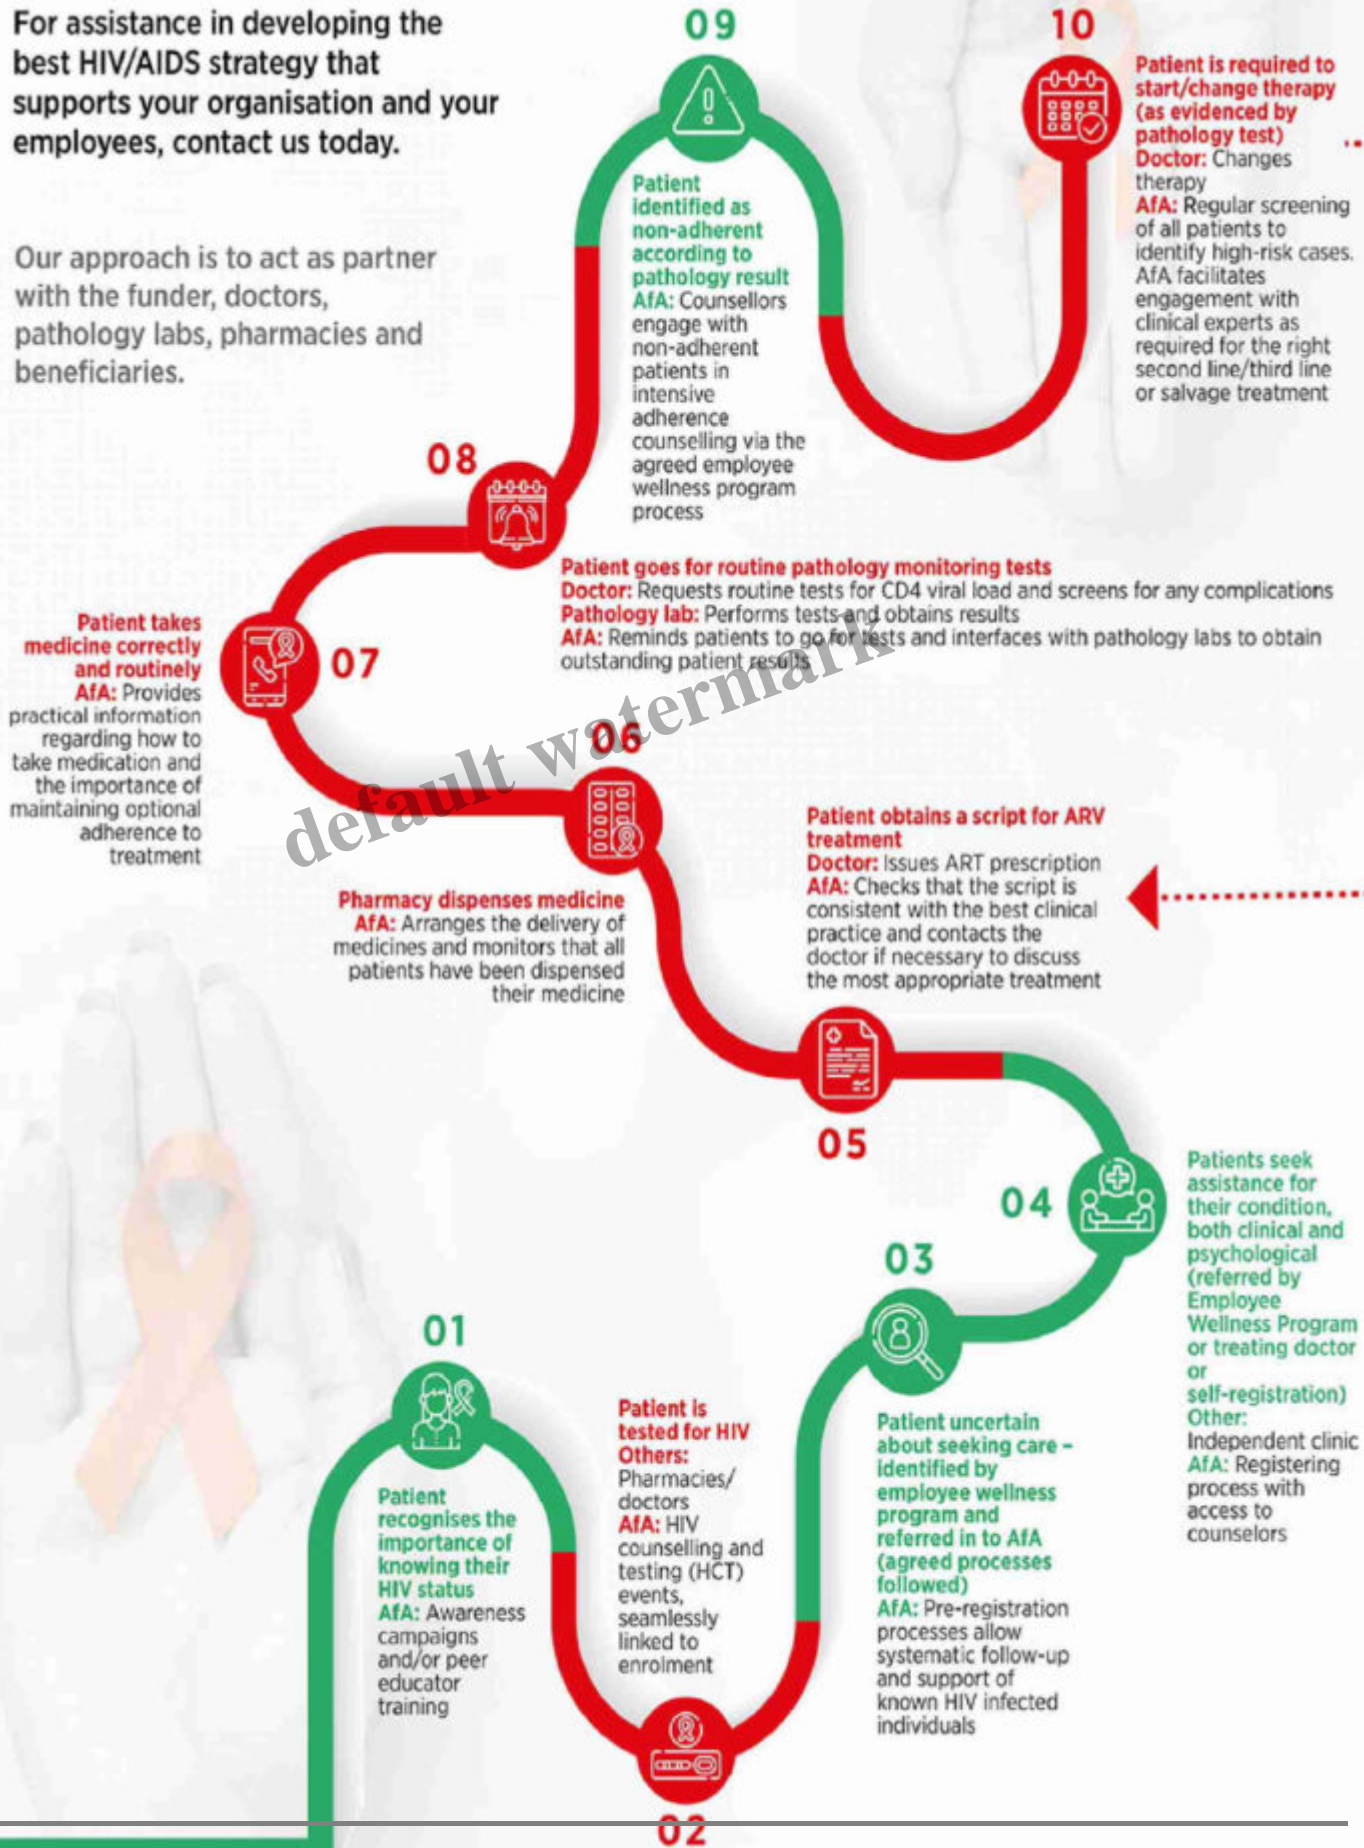 For assistance in developing the
best HIV/AIDS strategy that
supports your organisation and your
employees, contact us today.
Our approach is to act as partner
with the funder, doctors,
pathology labs, pharmacies and
beneficiaries.
09
Patient
identified as
non-adherent
according to
pathology result
AfA: Counsellors
engage with
non-adherent
patients in
intensive
adherence
counselling via the
agreed employee
wellness program
process
10
Patient is required to
start/change therapy
(as evidenced by
pathology test)
Doctor: Changes
therapy
AfA: Regular screening
of all patients to
identify high-risk cases.
AfA facilitates
engagement with
clinical experts as
required for the right
second line/third line
or salvage treatment
08
Patient goes for routine pathology monitoring tests
Doctor: Requests routine tests for CD4 viral load and screens for any complications
Pathology lab: Performs tests and obtains results
AfA: Reminds patients to go for tests and interfaces with pathology labs to obtain
outstanding patient results
Patient takes
medicine correctly
and routinely
AfA: Provides
practical information
regarding how to
take medication and
the importance of
maintaining optional
adherence to
treatment
07
default watermark
06
Pharmacy dispenses medicine
AfA: Arranges the delivery of
medicines and monitors that all
patients have been dispensed
their medicine
Patient obtains a script for ARV
treatment
Doctor: Issues ART prescription
AfA: Checks that the script is
consistent with the best clinical
practice and contacts the
doctor if necessary to discuss
the most appropriate treatment
05
04
Patients seek
assistance for
their condition,
both clinical and
psychological
(referred by
Employee
Wellness Program
or treating doctor
or
self-registration)
Other:
Independent clinic
AfA: Registering
process with
access to
counselors
03
Patient uncertain
about seeking care –
identified by
employee wellness
program and
referred in to AfA
(agreed processes
followed)
AfA: Pre-registration
processes allow
systematic follow-up
and support of
known HIV infected
individuals
01
Patient
recognises the
importance of
knowing their
HIV status
AfA: Awareness
campaigns
and/or peer
educator
training
Patient is
tested for HIV
Others:
Pharmacies/
doctors
AfA: HIV
counselling and
testing (HCT)
events,
seamlessly
linked to
enrolment
02